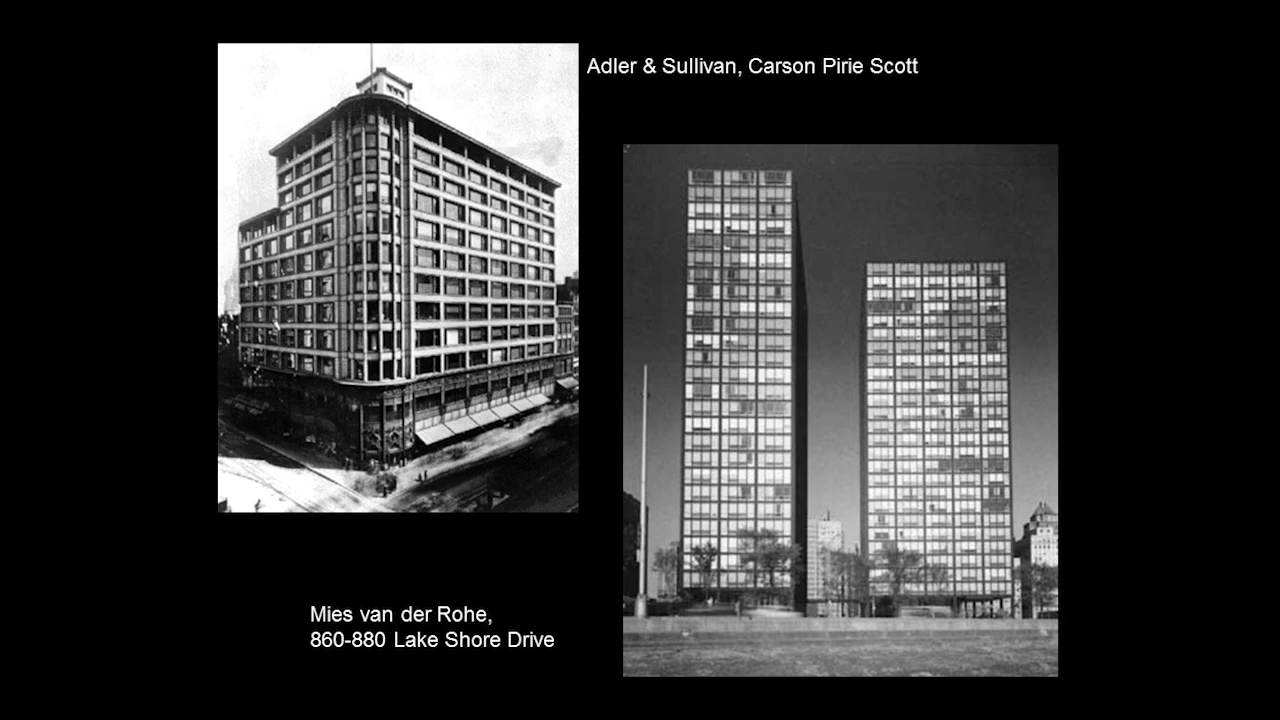 Adler & Sullivan, Carson Pirie Scott
Mies van der Rohe,
860-880 Lake Shore Drive